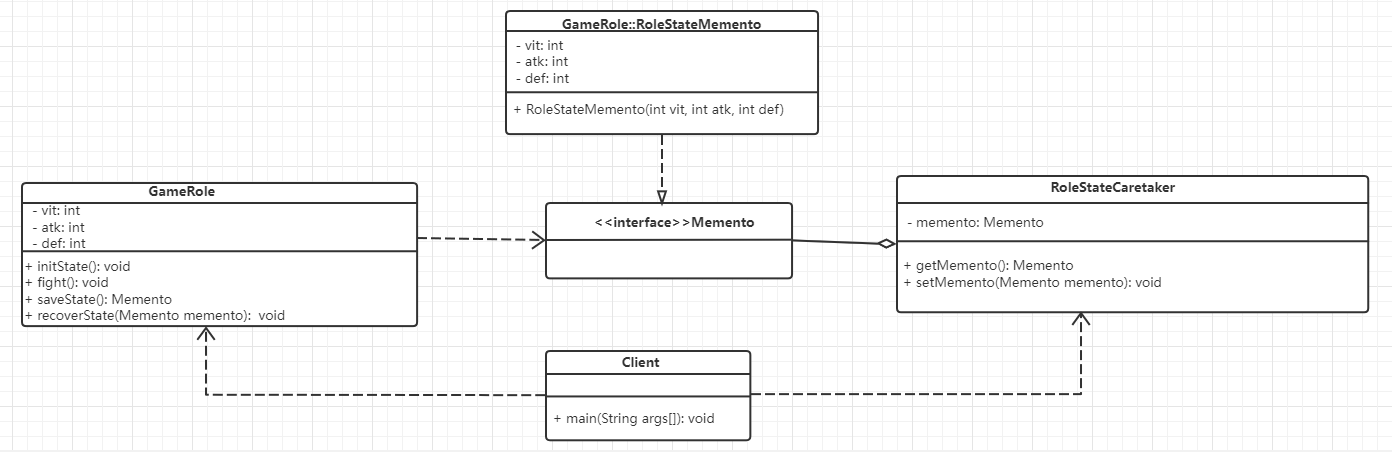 GameRole::RoleStateMemento
- vit: int
- atk: int
- def: int
+ RoleStateMemento(int vit, int atk, int def)
GameRole
- vit: int
- atk: int
- def: int
+ initState(): void
+ fight(): void
+ saveState(): Memento
+ recoverState(Memento memento): void
<<interface>>Memento
RoleStateCaretaker
- memento: Memento
+ getMemento(): Memento
+ setMemento(Memento memento): void
Client
+ main(String args[]): void